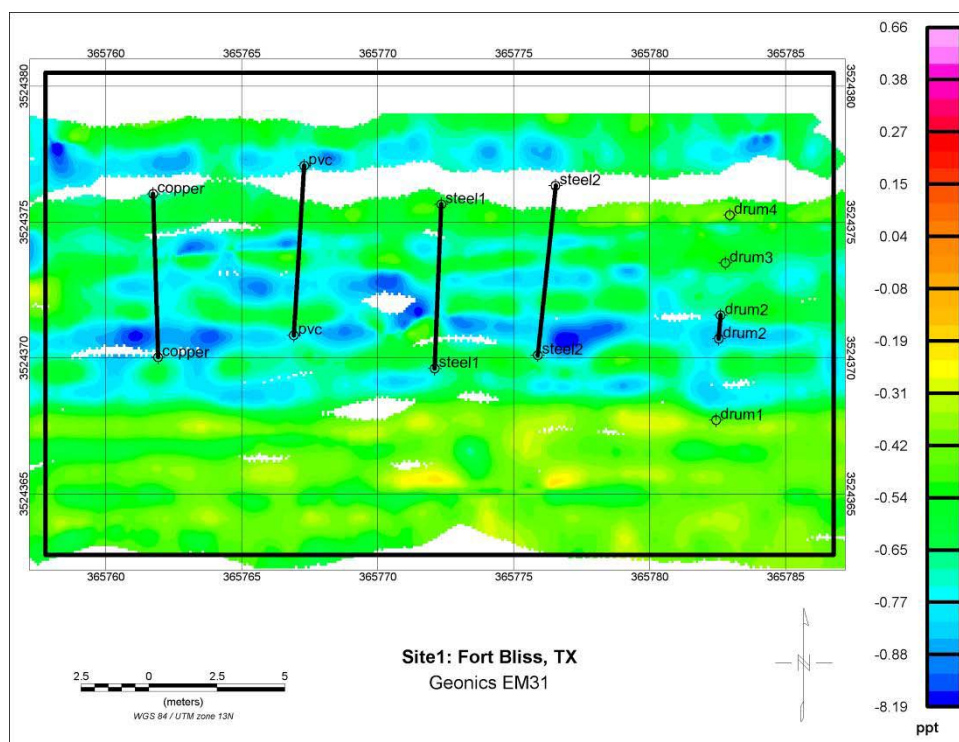 365760 365765 365770 365775 365780 365785
3524380 3524380
pvc
copper
steel2
steel1
drum4
3524375 3524375
drum3
drum2
pvc
drum2
copper
steel2
3524370 3524370
steel1
drum1
3524365 3524365
365760 365765 365770 365775 365780 365785
0.66
0.38
0.27
0.15
0.04
-0.08
-0.19
-0.31
-0.42
-0.54
-0.65
-0.77
-0.88
-8.19
ppt
Site1: Fort Bliss, TX
Geonics EM31
2.5 0 2.5 5
(meters)
WGS 84 / UTM zone 13N
N